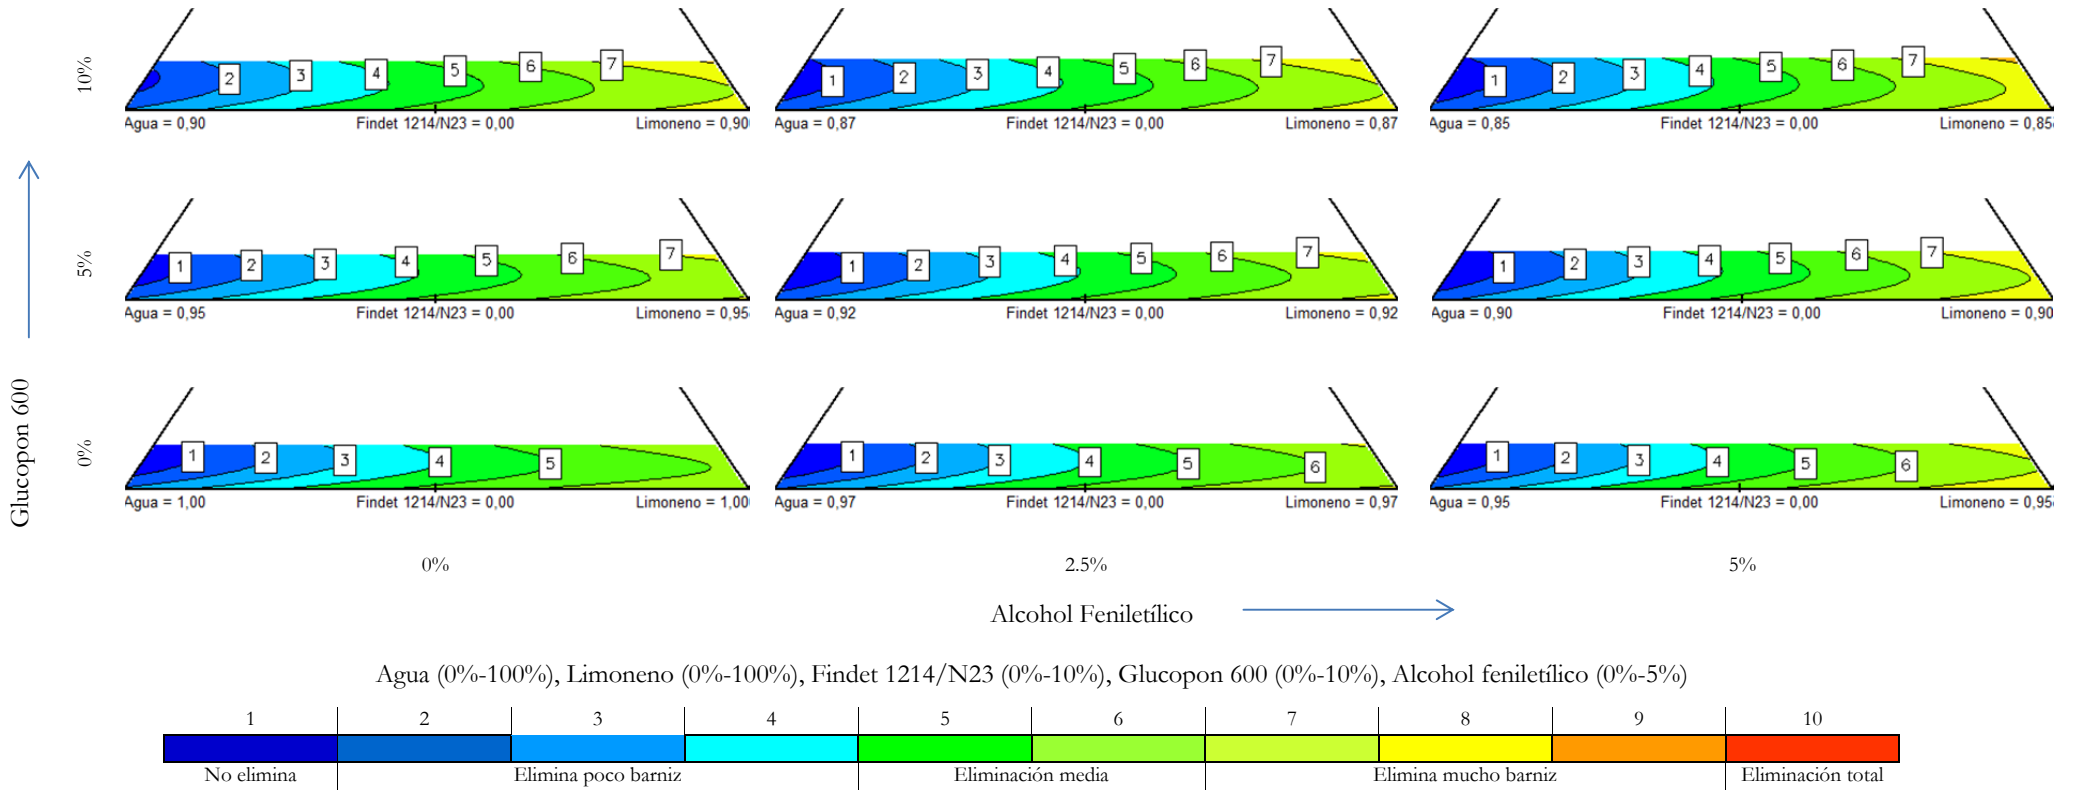 10%
2 3 4 5 6 7
1 2 3 4 5 6 7
1 2 3 4 5 6 7
Agua = 0,90 Findet 1214/N23 = 0,00 Limoneno = 0,90
Agua = 0,87 Findet 1214/N23 = 0,00 Limoneno = 0,87
Agua = 0,85 Findet 1214/N23 = 0,00 Limoneno = 0,85
5%
1 2 3 4 5 6 7
1 2 3 4 5 6 7
1 2 3 4 5 6 7
Agua = 0,95 Findet 1214/N23 = 0,00 Limoneno = 0,95
Agua = 0,92 Findet 1214/N23 = 0,00 Limoneno = 0,92
Agua = 0,90 Findet 1214/N23 = 0,00 Limoneno = 0,90
Glucopon 600
0%
1 2 3 4 5
1 2 3 4 5 6
1 2 3 4 5 6
Agua = 1,00 Findet 1214/N23 = 0,00 Limoneno = 1,00
Agua = 0,97 Findet 1214/N23 = 0,00 Limoneno = 0,97
Agua = 0,95 Findet 1214/N23 = 0,00 Limoneno = 0,95
0% 2.5% 5%
Alcohol Feniletílico
Agua (0%-100%), Limoneno (0%-100%), Findet 1214/N23 (0%-10%), Glucopon 600 (0%-10%), Alcohol feniletílico (0%-5%)
1 2 3 4 5 6 7 8 9 10
No elimina Elimina poco barniz Eliminación media Elimina mucho barniz Eliminación total